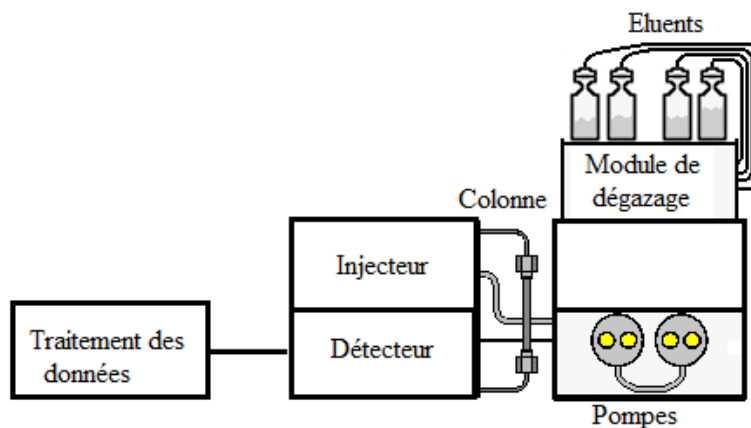 Eluents
Module de
dégazage
Colonne
Injecteur
Traitement des
données
Détecteur
Pompes